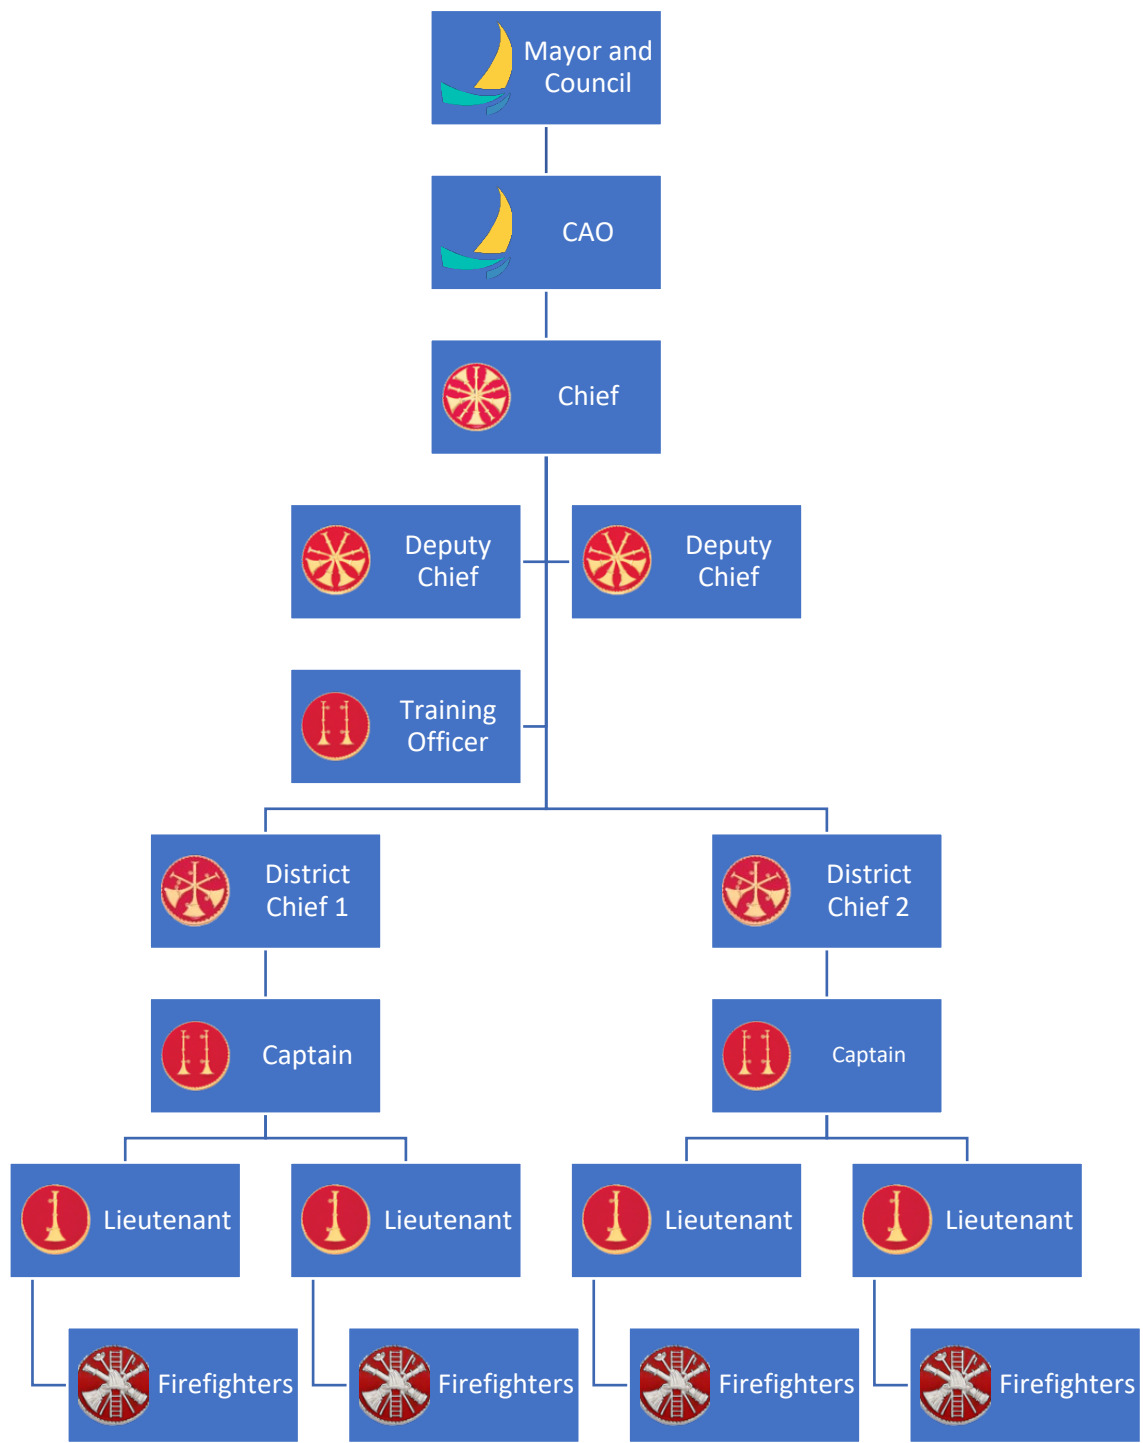 Mayor and
Council
CAO
Chief
Deputy
Chief
Deputy
Chief
Training
Officer
District
Chief 1
District
Chief 2
Captain
Captain
Lieutenant
Lieutenant
Lieutenant
Lieutenant
Firefighters
Firefighters
Firefighters
Firefighters